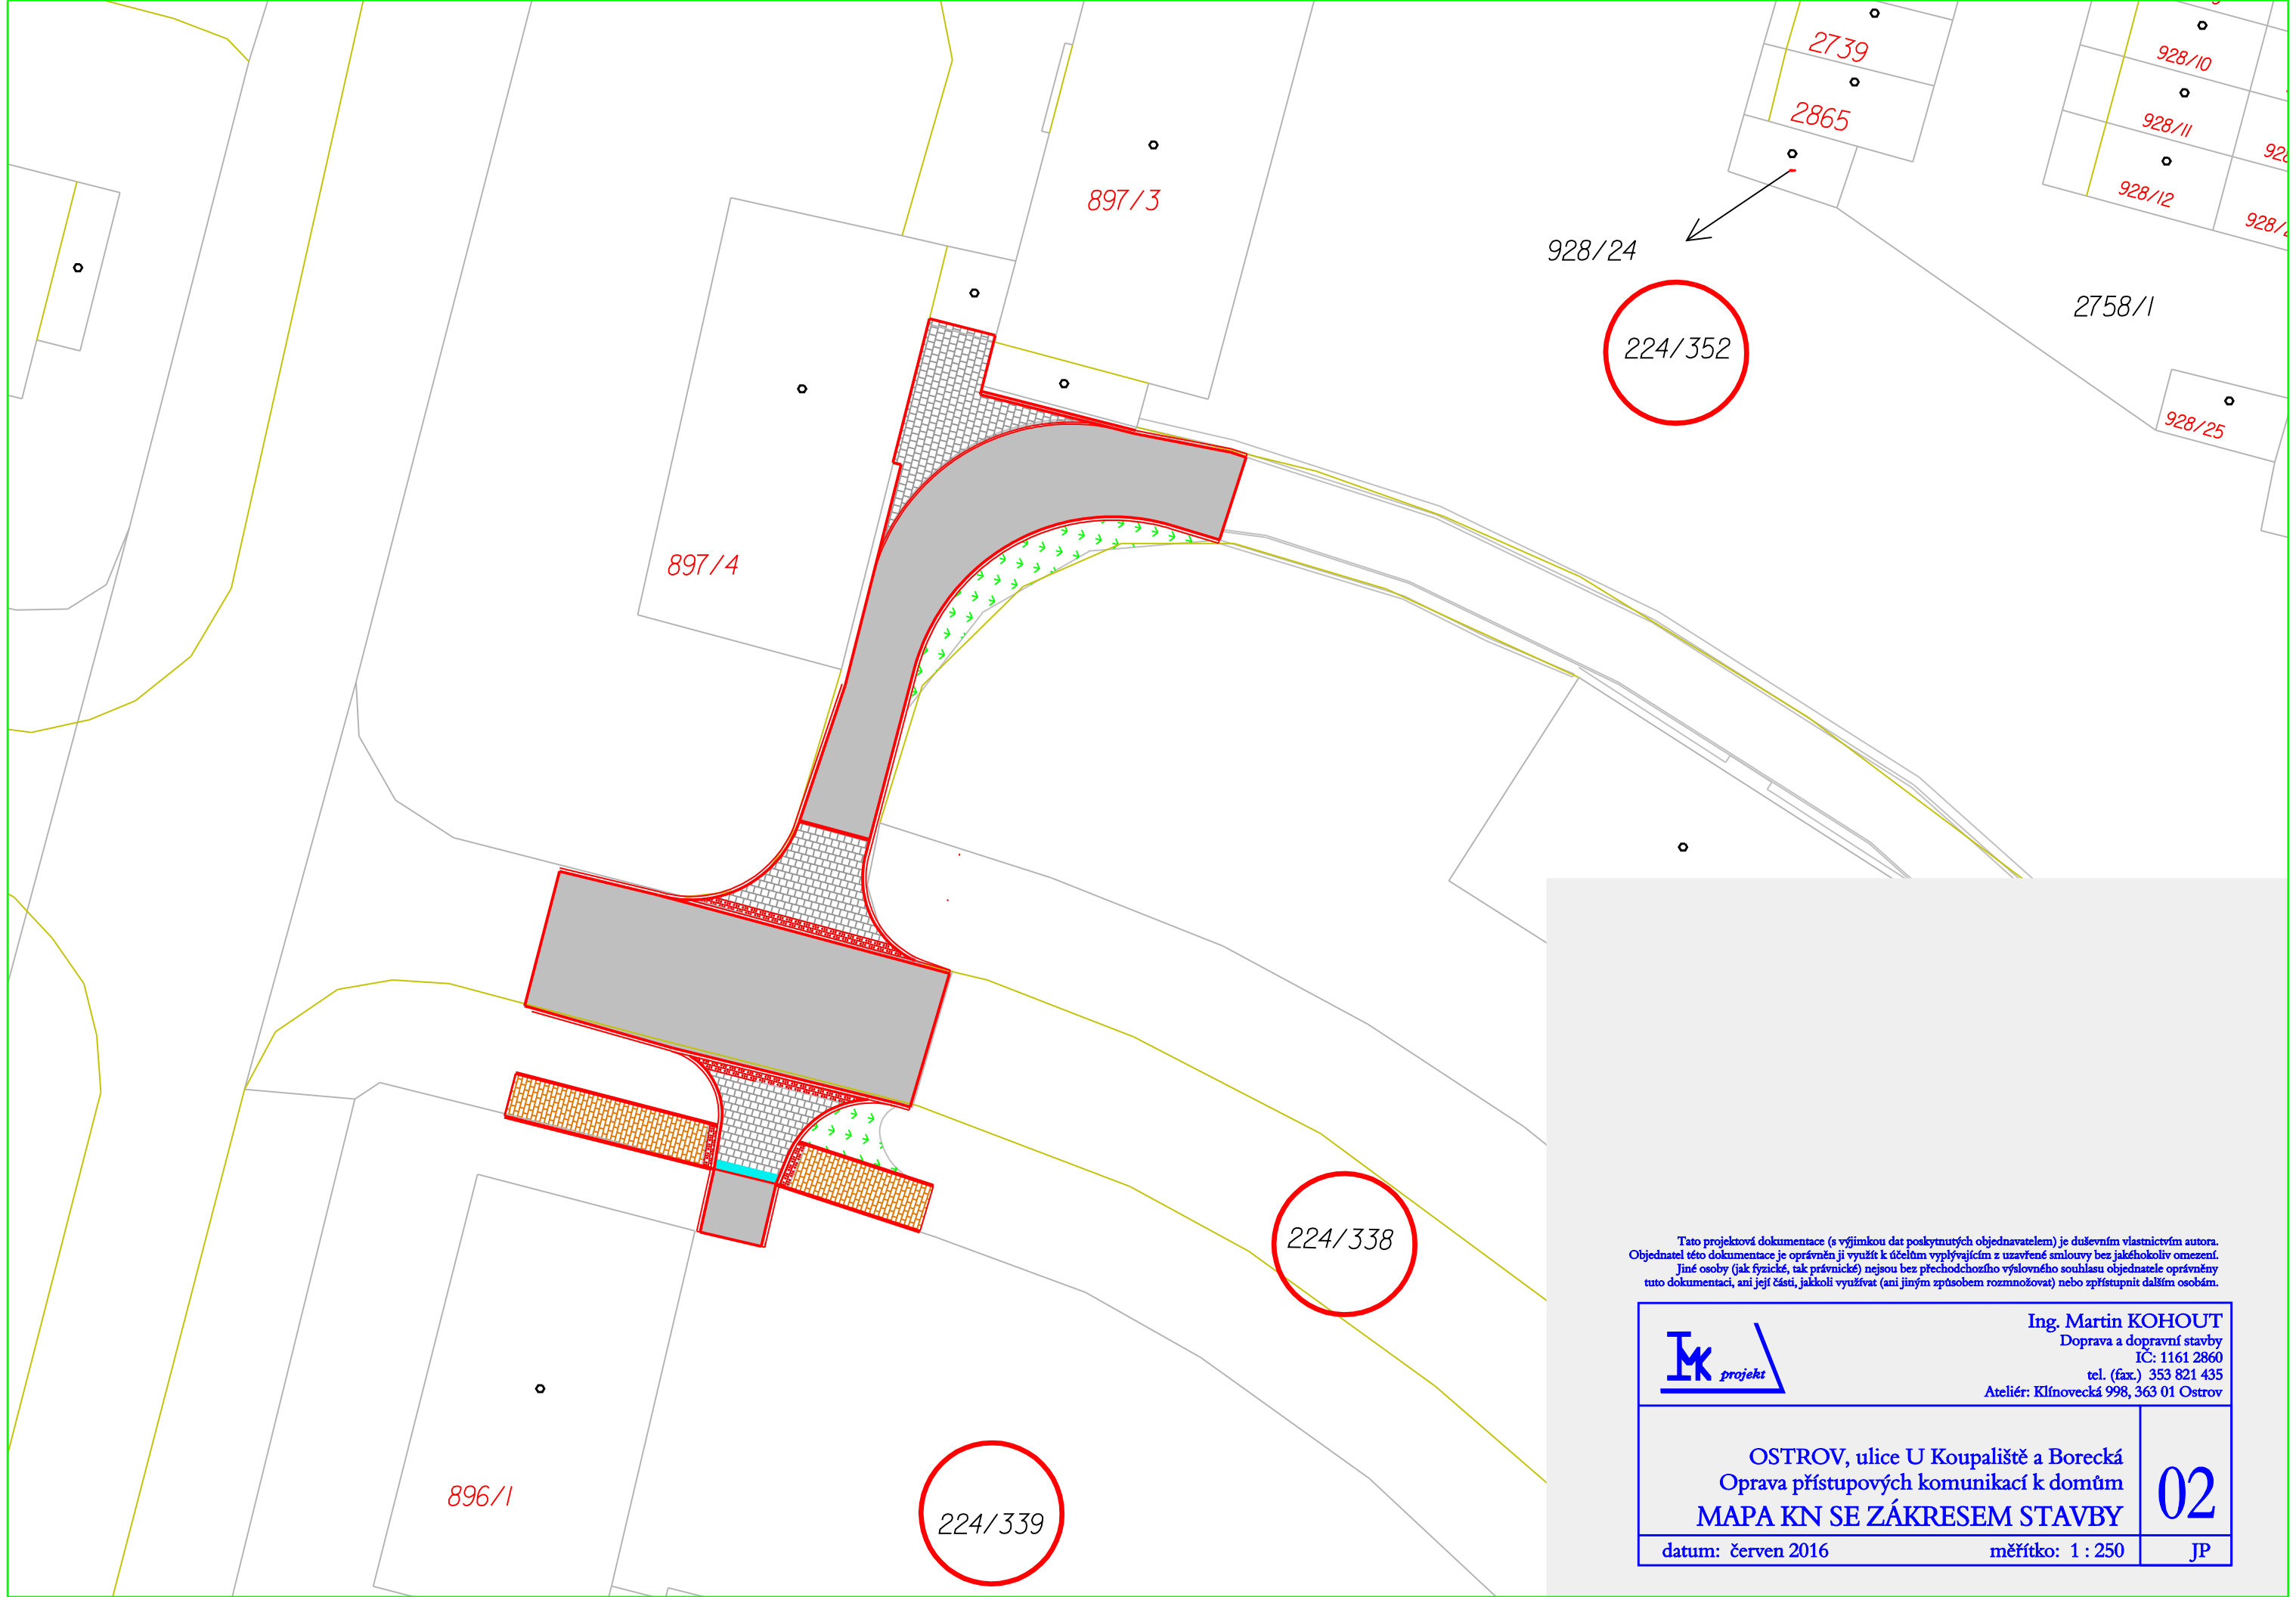 2739
928/10
2865
928/11
928/12
897/3
928/24
2758/1
224/352
928/25
897/4
224/338
896/1
224/339
Tato projektová dokumentace (s výjimkou dat poskytnutých objednavatelem) je duševním vlastnictvím autora.
Objednatel této dokumentace je oprávněn ji využít k účelům vyplývajícím z uzavřené smlouvy bez jakéhokoliv omezení.
Jiné osoby (jak fyzické, tak právnické) nejsou bez přechodchozího výslovného souhlasu objednatele oprávněny
tuto dokumentaci, ani její části, jakkoli využívat (ani jiným způsobem rozmnožovat) nebo zpřístupnit dalším osobám.
Ing. Martin KOHOUT
Doprava a dopravní stavby
IČ: 1161 2860
tel. (fax.) 353 821 435
Ateliér: Klínovecká 998, 363 01 Ostrov
projekt
OSTROV, ulice U Koupaliště a Borecká
Oprava přístupových komunikací k domům
MAPA KN SE ZÁKRESEM STAVBY
02
datum: červen 2016
měřítko: 1 : 250
JP